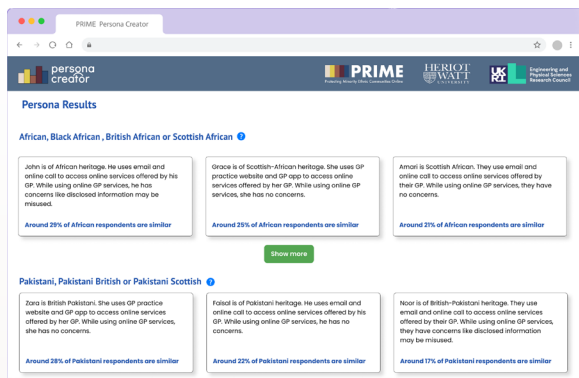 PRIME Persona Creator
persona
creator
PRIME
Protecting Minority Ethnic Communities Online
HERIOT
WATT
UNIVERSITY
UK
RI
Engineering and
Physical Sciences
Research Council
Persona Results
African, Black African , British African or Scottish African ?
John is of African heritage. He uses email and
online call to access online services offered by his
GP. While using online GP services, he has
concerns like disclosed information may be
misused.
Around 29% of African respondents are similar
Grace is of Scottish-African heritage. She uses GP
practice website and GP app to access online
services offered by her GP. While using online GP
services, she has no concerns.
Around 25% of African respondents are similar
Amari is Scottish African. They use email and
online call to access online services offered by
their GP. While using online GP services, they have
no concerns.
Around 21% of African respondents are similar
Show more
Pakistani, Pakistani British or Pakistani Scottish ?
Zara is British Pakistani. She uses GP practice
website and GP app to access online services
offered by her GP. While using online GP services,
she has no concerns.
Around 28% of Pakistani respondents are similar
Faisal is of Pakistani heritage. He uses email and
online call to access online services offered by his
GP. While using online GP services, he has no
concerns.
Around 22% of Pakistani respondents are similar
Noor is of British-Pakistani heritage. They use
email and online call to access online services
offered by their GP. While using online GP services,
they have concerns like disclosed information
may be misused.
Around 17% of Pakistani respondents are similar